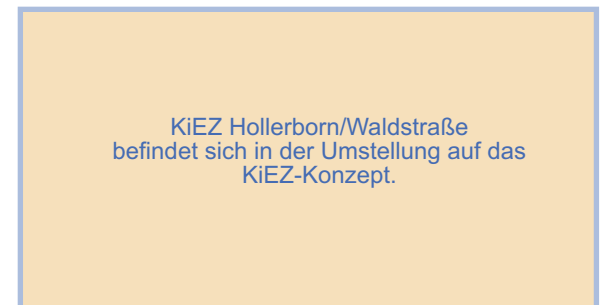 KiEZ Hollerborn/Waldstraße
befindet sich in der Umstellung auf das
KiEZ-Konzept.